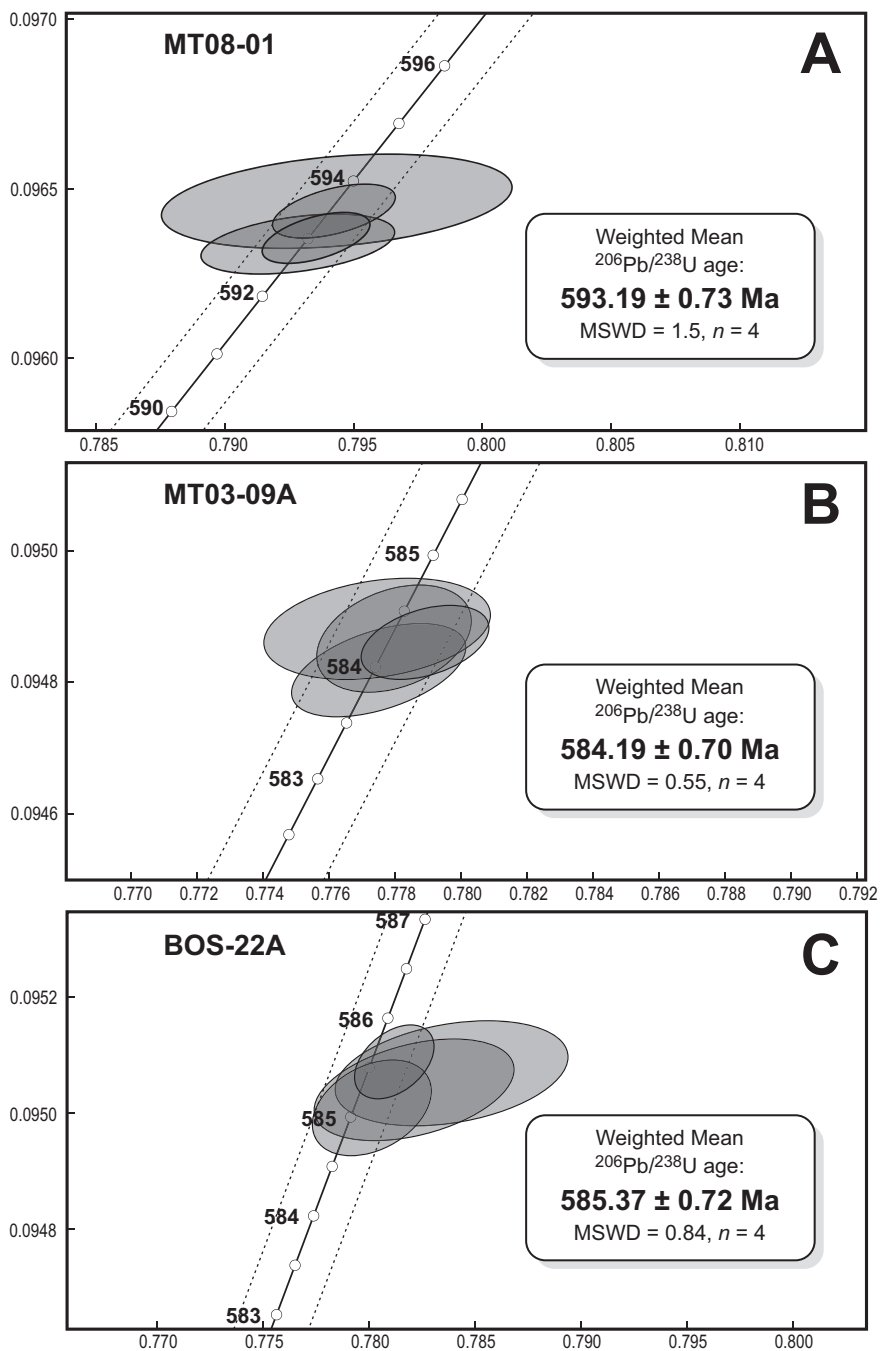 MT08-01
A
0.0970
0.0965
0.0960
596
594
592
590
Weighted Mean
206Pb/238U age:
593.19 ± 0.73 Ma
MSWD = 1.5, n = 4
0.785 0.790 0.795 0.800 0.805 0.810
MT03-09A
B
0.0950
0.0948
0.0946
585
584
583
Weighted Mean
206Pb/238U age:
584.19 ± 0.70 Ma
MSWD = 0.55, n = 4
0.770 0.772 0.774 0.776 0.778 0.780 0.782 0.784 0.786 0.788 0.790 0.792
BOS-22A
C
0.0952
0.0950
0.0948
587
586
585
584
583
Weighted Mean
206Pb/238U age:
585.37 ± 0.72 Ma
MSWD = 0.84, n = 4
0.770 0.775 0.780 0.785 0.790 0.795 0.800